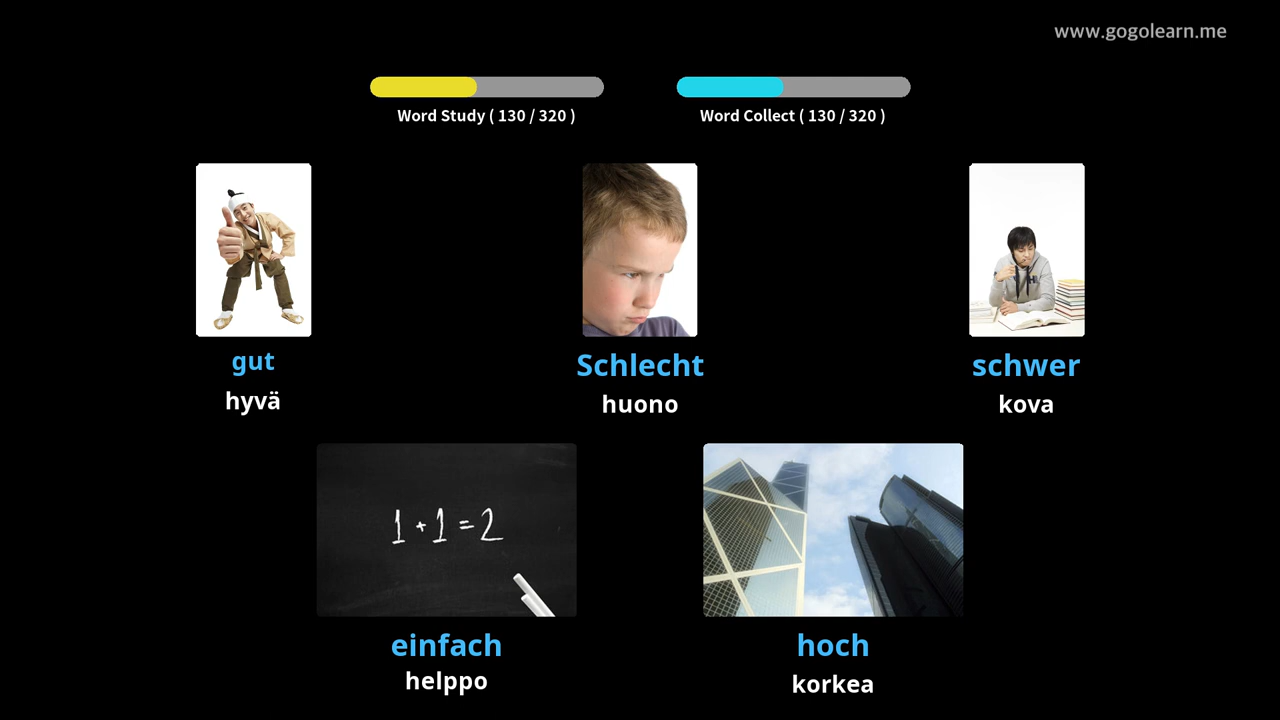 www.gogolearn.me
Word Study ( 130 / 320 )
Word Collect ( 130 / 320 )
gut
hyvä
Schlecht
huono
schwer
kova
1 + 1 = 2
einfach
helppo
hoch
korkea